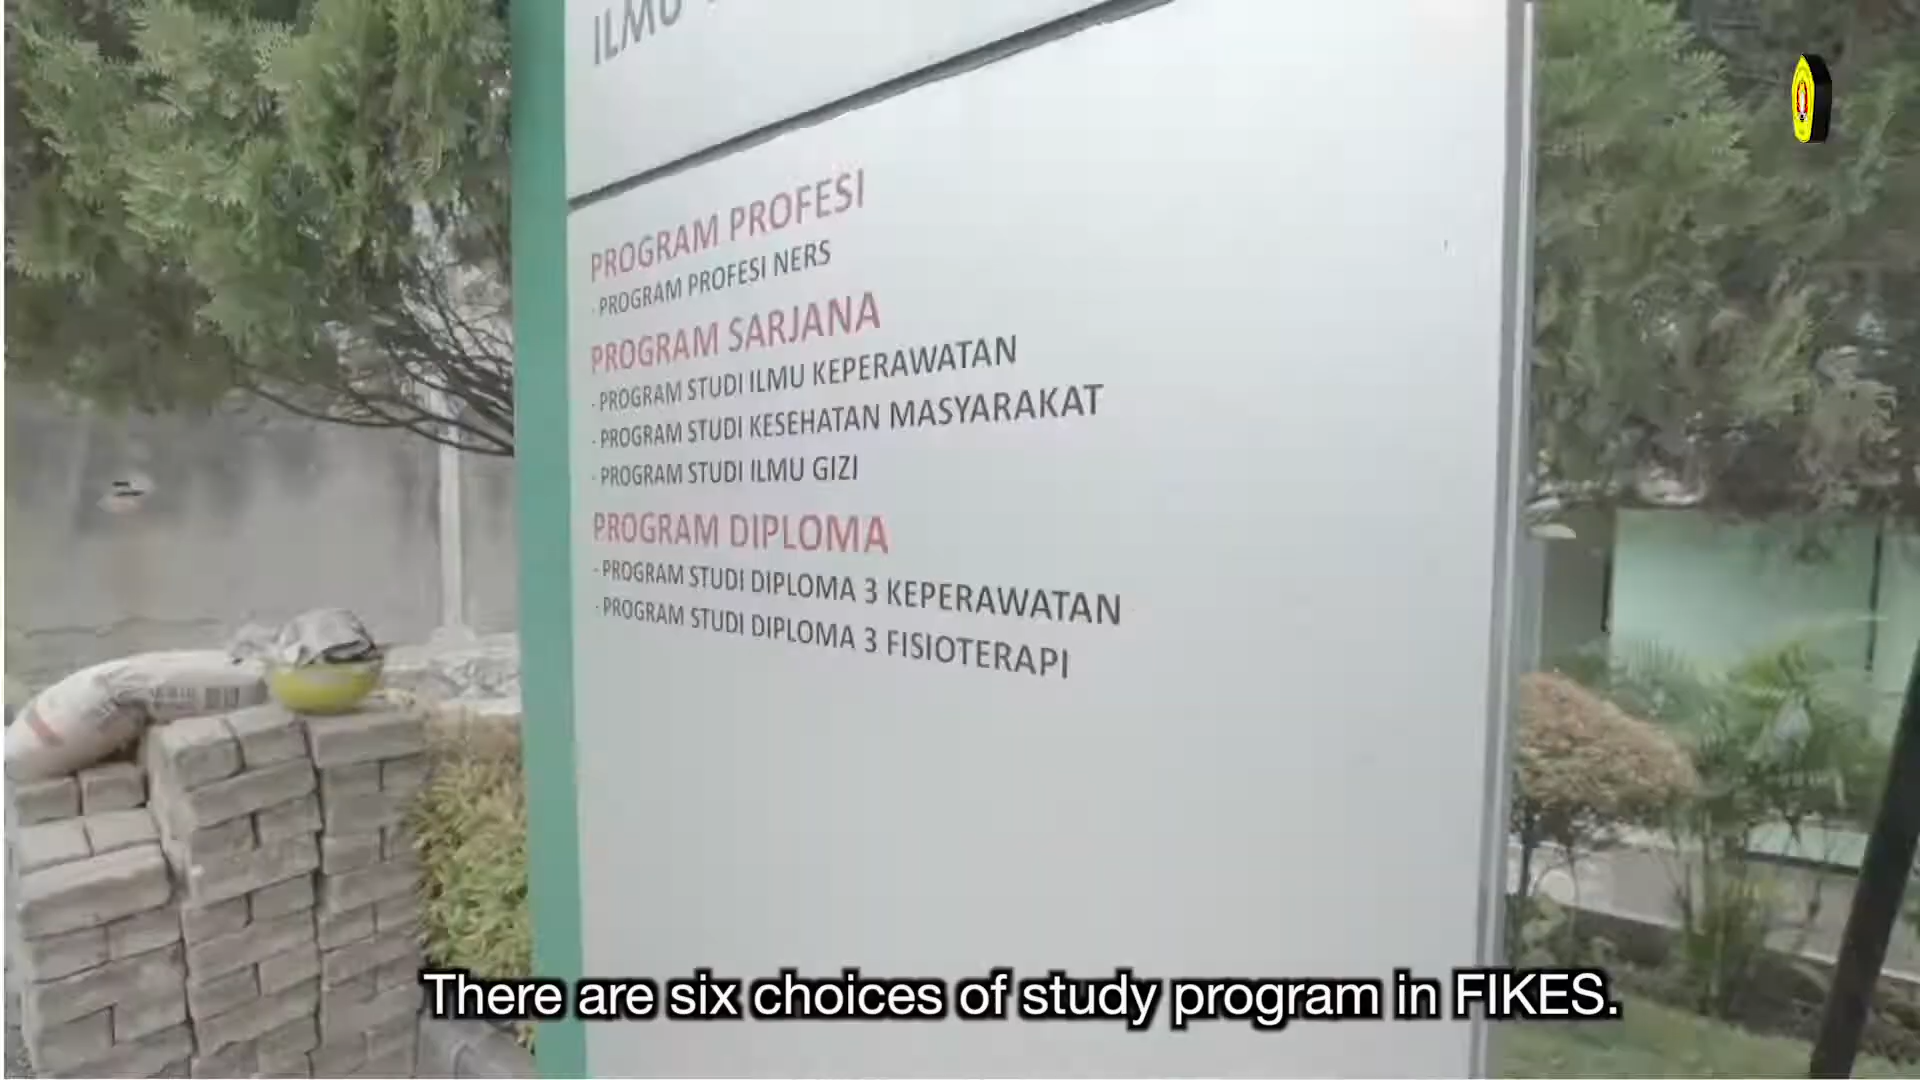 ILMU
PROGRAM PROFESI
- PROGRAM PROFESI NERS
PROGRAM SARJANA
- PROGRAM STUDI ILMU KEPERAWATAN
- PROGRAM STUDI KESEHATAN MASYARAKAT
- PROGRAM STUDI ILMU GIZI
PROGRAM DIPLOMA
- PROGRAM STUDI DIPLOMA 3 KEPERAWATAN
- PROGRAM STUDI DIPLOMA 3 FISIOTERAPI
There are six choices of study program in FIKES.